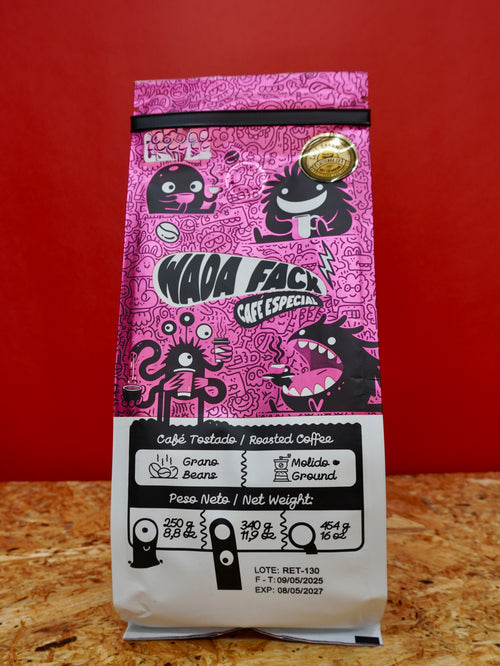 WAOA FACK
CAFÉ ESPECIAL
Café Tostado / Roasted Coffee
Grano
Beans
Molido
Ground
Peso Neto / Net Weight:
250 g
8,8 oz
340 g
11,9 oz
454 g
16 oz
LOTE: RET-130
F - T: 09/05/2025
EXP: 08/05/2027